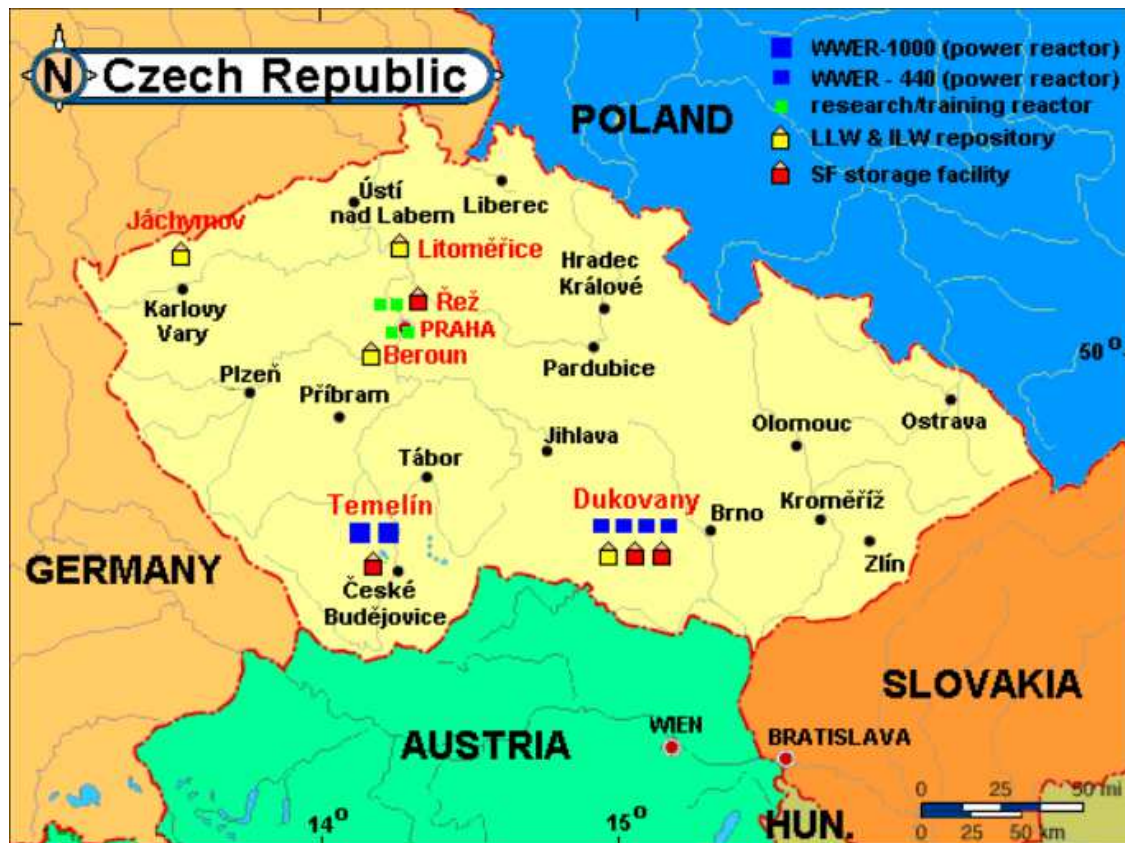 N Czech Republic
WWER-1000 (power reactor)
WWER - 440 (power reactor)
research/training reactor
LLW & ILW repository
SF storage facility
POLAND
Ústí
nad Labem
Liberec
Jáchymov
Litoměřice
Hradec
Králové
Karlovy
Vary
Řež
PRAHA
Beroun
Pardubice
50 o
Plzeň
Příbram
Jihlava
Olomouc
Ostrava
Tábor
Temelín
Dukovany
Brno
Kroměříž
Zlín
GERMANY
České
Budějovice
SLOVAKIA
AUSTRIA
WIEN
BRATISLAVA
0 25 50 mi
0 25 50 km
14 o
15 o
HUN.